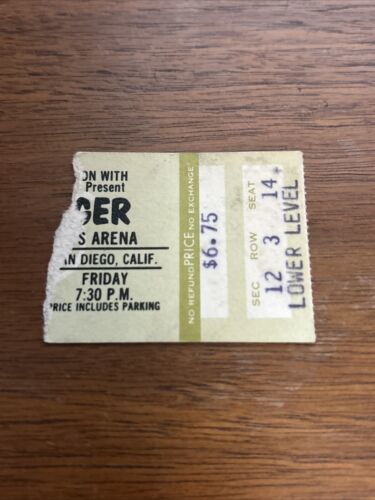 ON WITH
Present
GER
S ARENA
AN DIEGO, CALIF.
FRIDAY
7:30 P.M.
PRICE INCLUDES PARKING
NO REFUND PRICE NO EXCHANGE
$6.75
SEC ROW SEAT
12 3 14
LOWER LEVEL